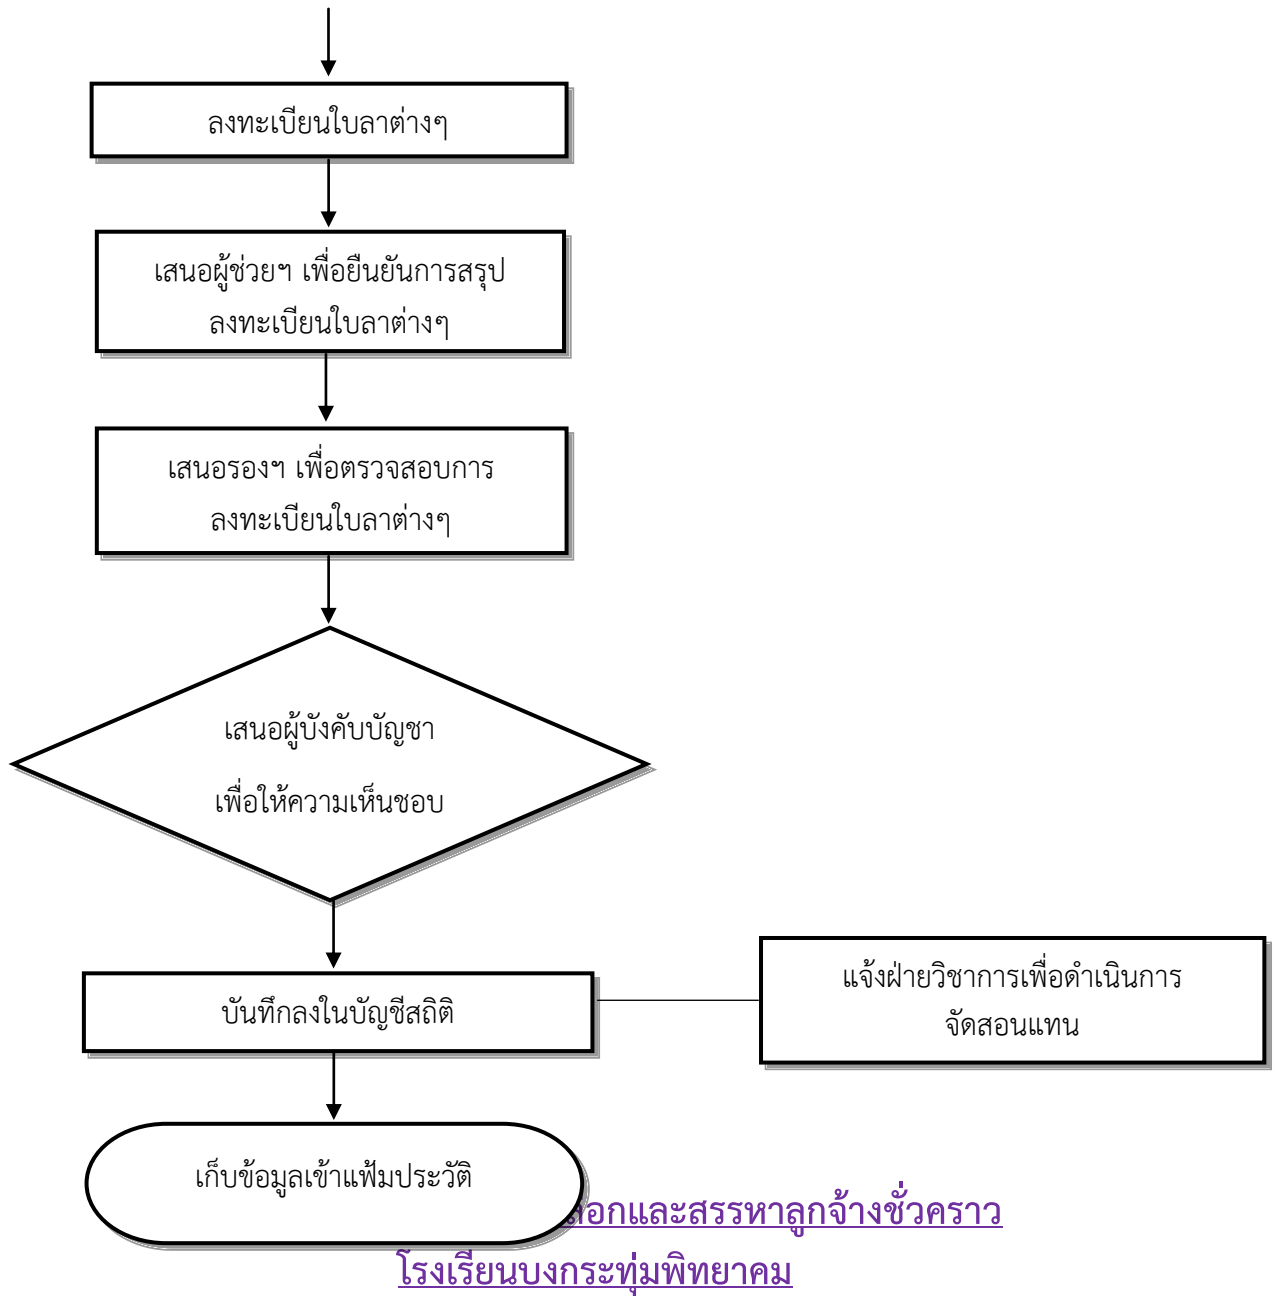 ลงทะเบียนใบลาต่างๆ
เสนอผู้ช่วยฯ เพื่อยืนยันการสรุป
ลงทะเบียนใบลาต่างๆ
เสนอรองฯ เพื่อตรวจสอบการ
ลงทะเบียนใบลาต่างๆ
เสนอผู้บังคับบัญชา
เพื่อให้ความเห็นชอบ
บันทึกลงในบัญชีสถิติ
แจ้งฝ่ายวิชาการเพื่อดำเนินการ
จัดสอนแทน
เก็บข้อมูลเข้าแฟ้มประวัติ
และสรรหาลูกจ้างชั่วคราว
โรงเรียนบงกระทุ่มพิทยาคม